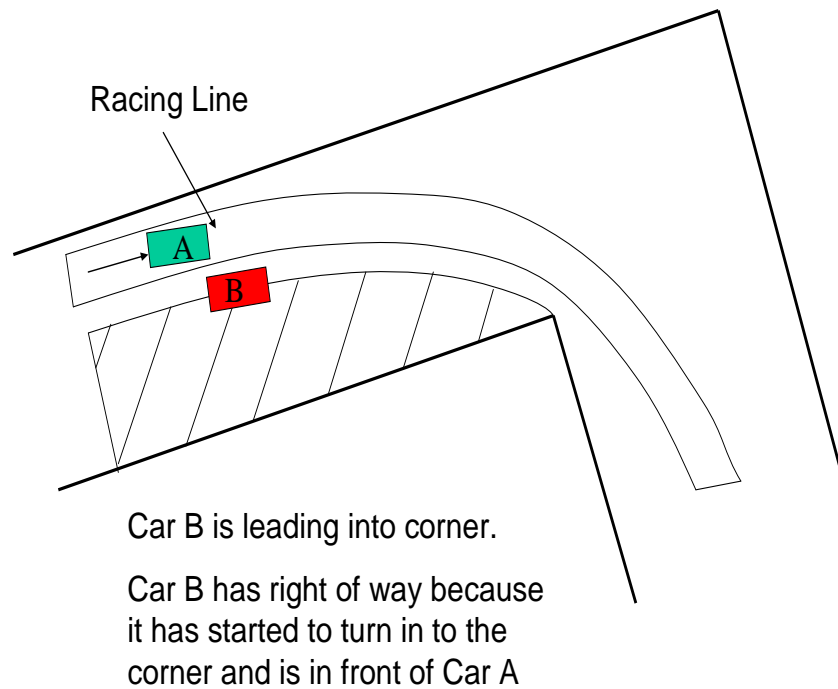 Racing Line
A
B
Car B is leading into corner.
Car B has right of way because
it has started to turn in to the
corner and is in front of Car A